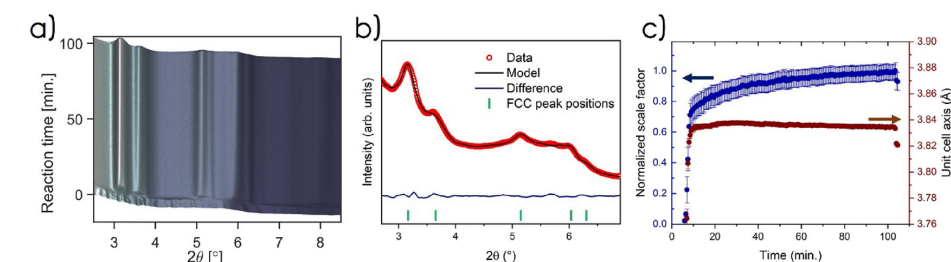 a)
100
50
0
Reaction time [min.]
3 4 5 6 7 8
2θ [°]
b)
Data
Model
Difference
FCC peak positions
Intensity (arb. units)
3 4 5 6
2θ (°)
c)
1.0
0.8
0.6
0.4
0.2
0.0
Normalized scale factor
3.90
3.88
3.86
3.84
3.82
3.80
3.78
3.76
Unit cell axis (Å)
0 20 40 60 80 100
Time (min.)